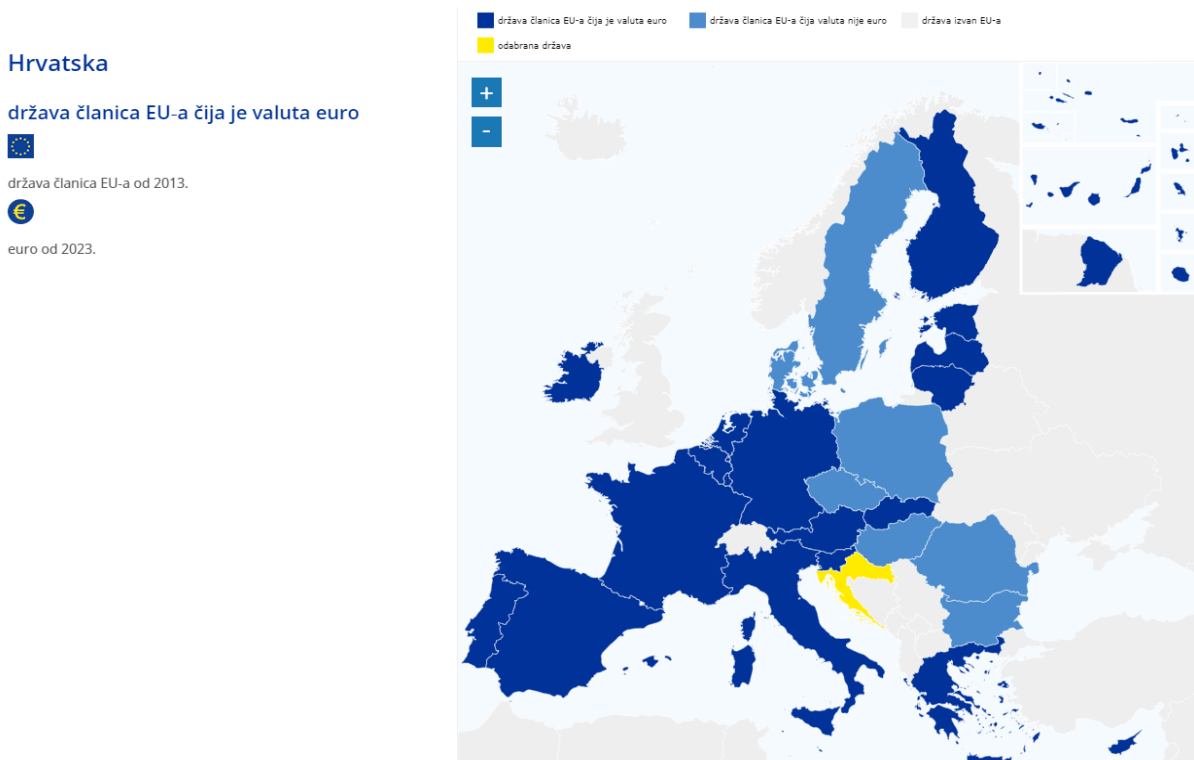 Hrvatska
država članica EU-a čija je valuta euro
država članica EU-a od 2013.
€
euro od 2023.
država članica EU-a čija je valuta euro
država članica EU-a čija valuta nije euro
država izvan EU-a
odabrana država
+
-